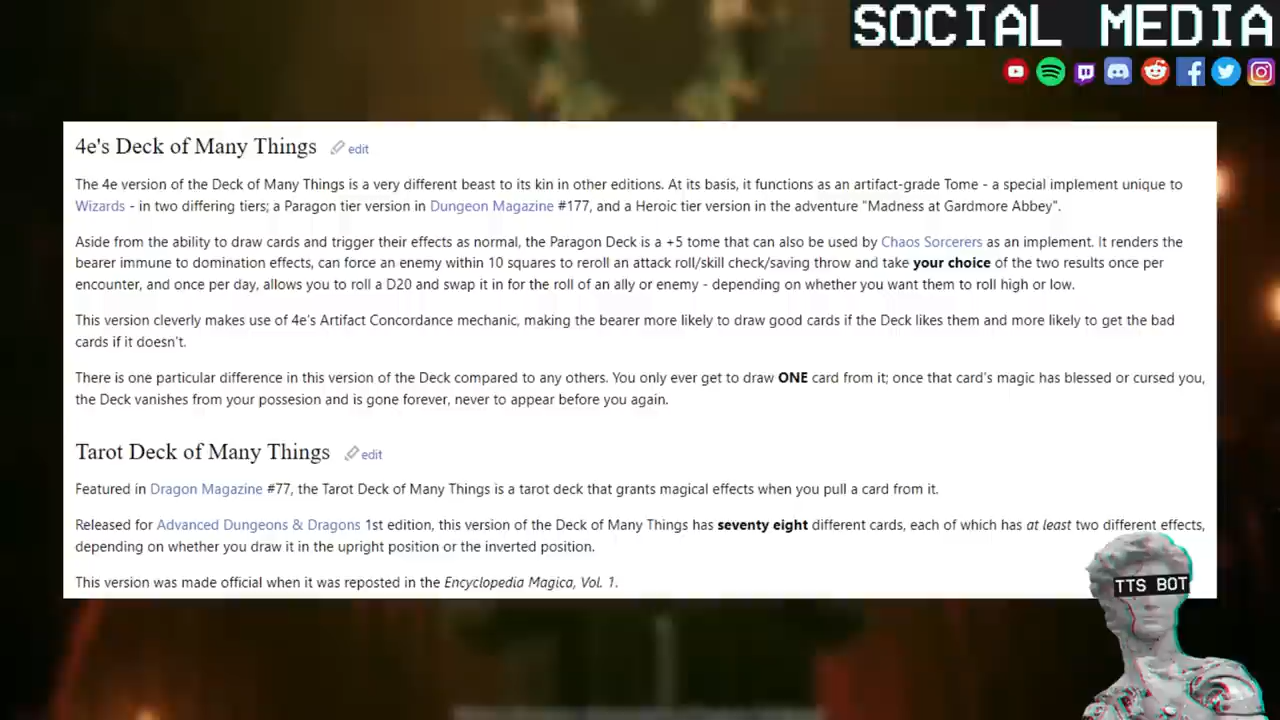 SOCIAL MEDIA
4e's Deck of Many Things edit
The 4e version of the Deck of Many Things is a very different beast to its kin in other editions. At its basis, it functions as an artifact-grade Tome - a special implement unique to
Wizards - in two differing tiers; a Paragon tier version in Dungeon Magazine #177, and a Heroic tier version in the adventure "Madness at Gardmore Abbey".
Aside from the ability to draw cards and trigger their effects as normal, the Paragon Deck is a +5 tome that can also be used by Chaos Sorcerers as an implement. It renders the
bearer immune to domination effects, can force an enemy within 10 squares to reroll an attack roll/skill check/saving throw and take your choice of the two results once per
encounter, and once per day, allows you to roll a D20 and swap it in for the roll of an ally or enemy - depending on whether you want them to roll high or low.
This version cleverly makes use of 4e's Artifact Concordance mechanic, making the bearer more likely to draw good cards if the Deck likes them and more likely to get the bad
cards if it doesn't.
There is one particular difference in this version of the Deck compared to any others. You only ever get to draw ONE card from it; once that card's magic has blessed or cursed you,
the Deck vanishes from your possesion and is gone forever, never to appear before you again.
Tarot Deck of Many Things edit
Featured in Dragon Magazine #77, the Tarot Deck of Many Things is a tarot deck that grants magical effects when you pull a card from it.
Released for Advanced Dungeons & Dragons 1st edition, this version of the Deck of Many Things has seventy eight different cards, each of which has at least two different effects,
depending on whether you draw it in the upright position or the inverted position.
This version was made official when it was reposted in the Encyclopedia Magica, Vol. 1.
TTS BOT